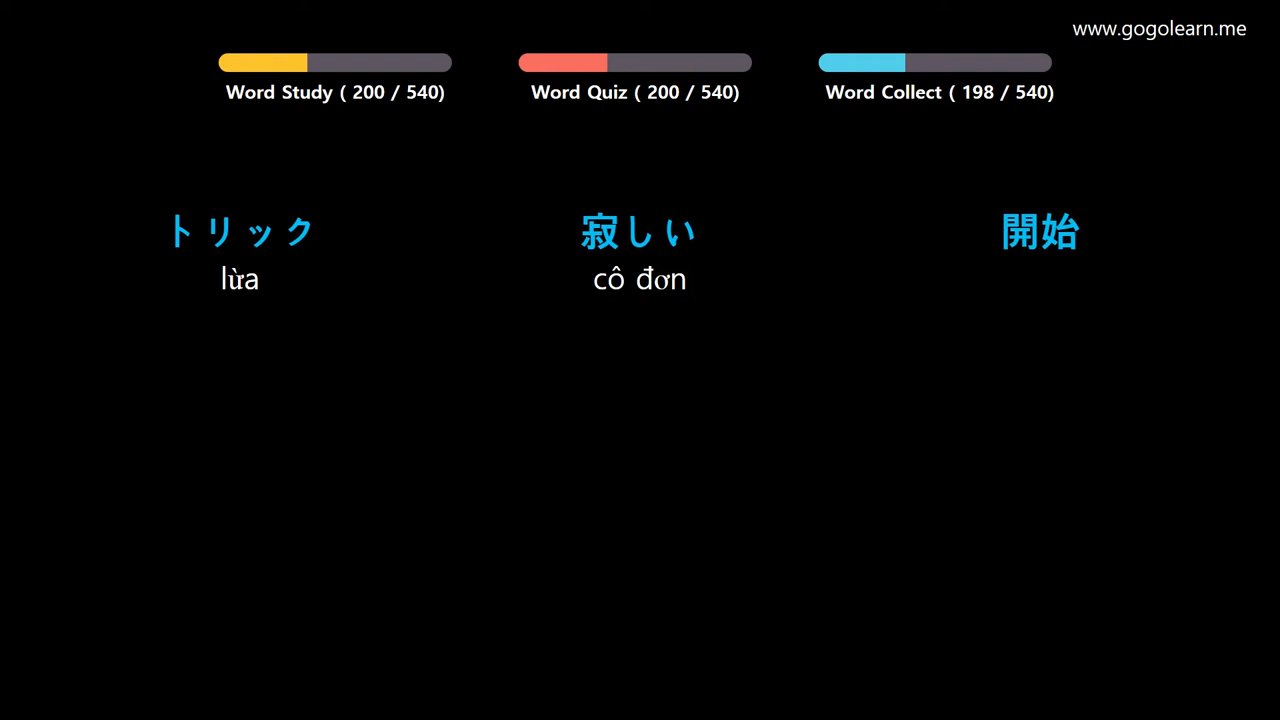 www.gogolearn.me
Word Study ( 200 / 540)
Word Quiz ( 200 / 540)
Word Collect ( 198 / 540)
トリック
lừa
寂しい
cô đơn
開始